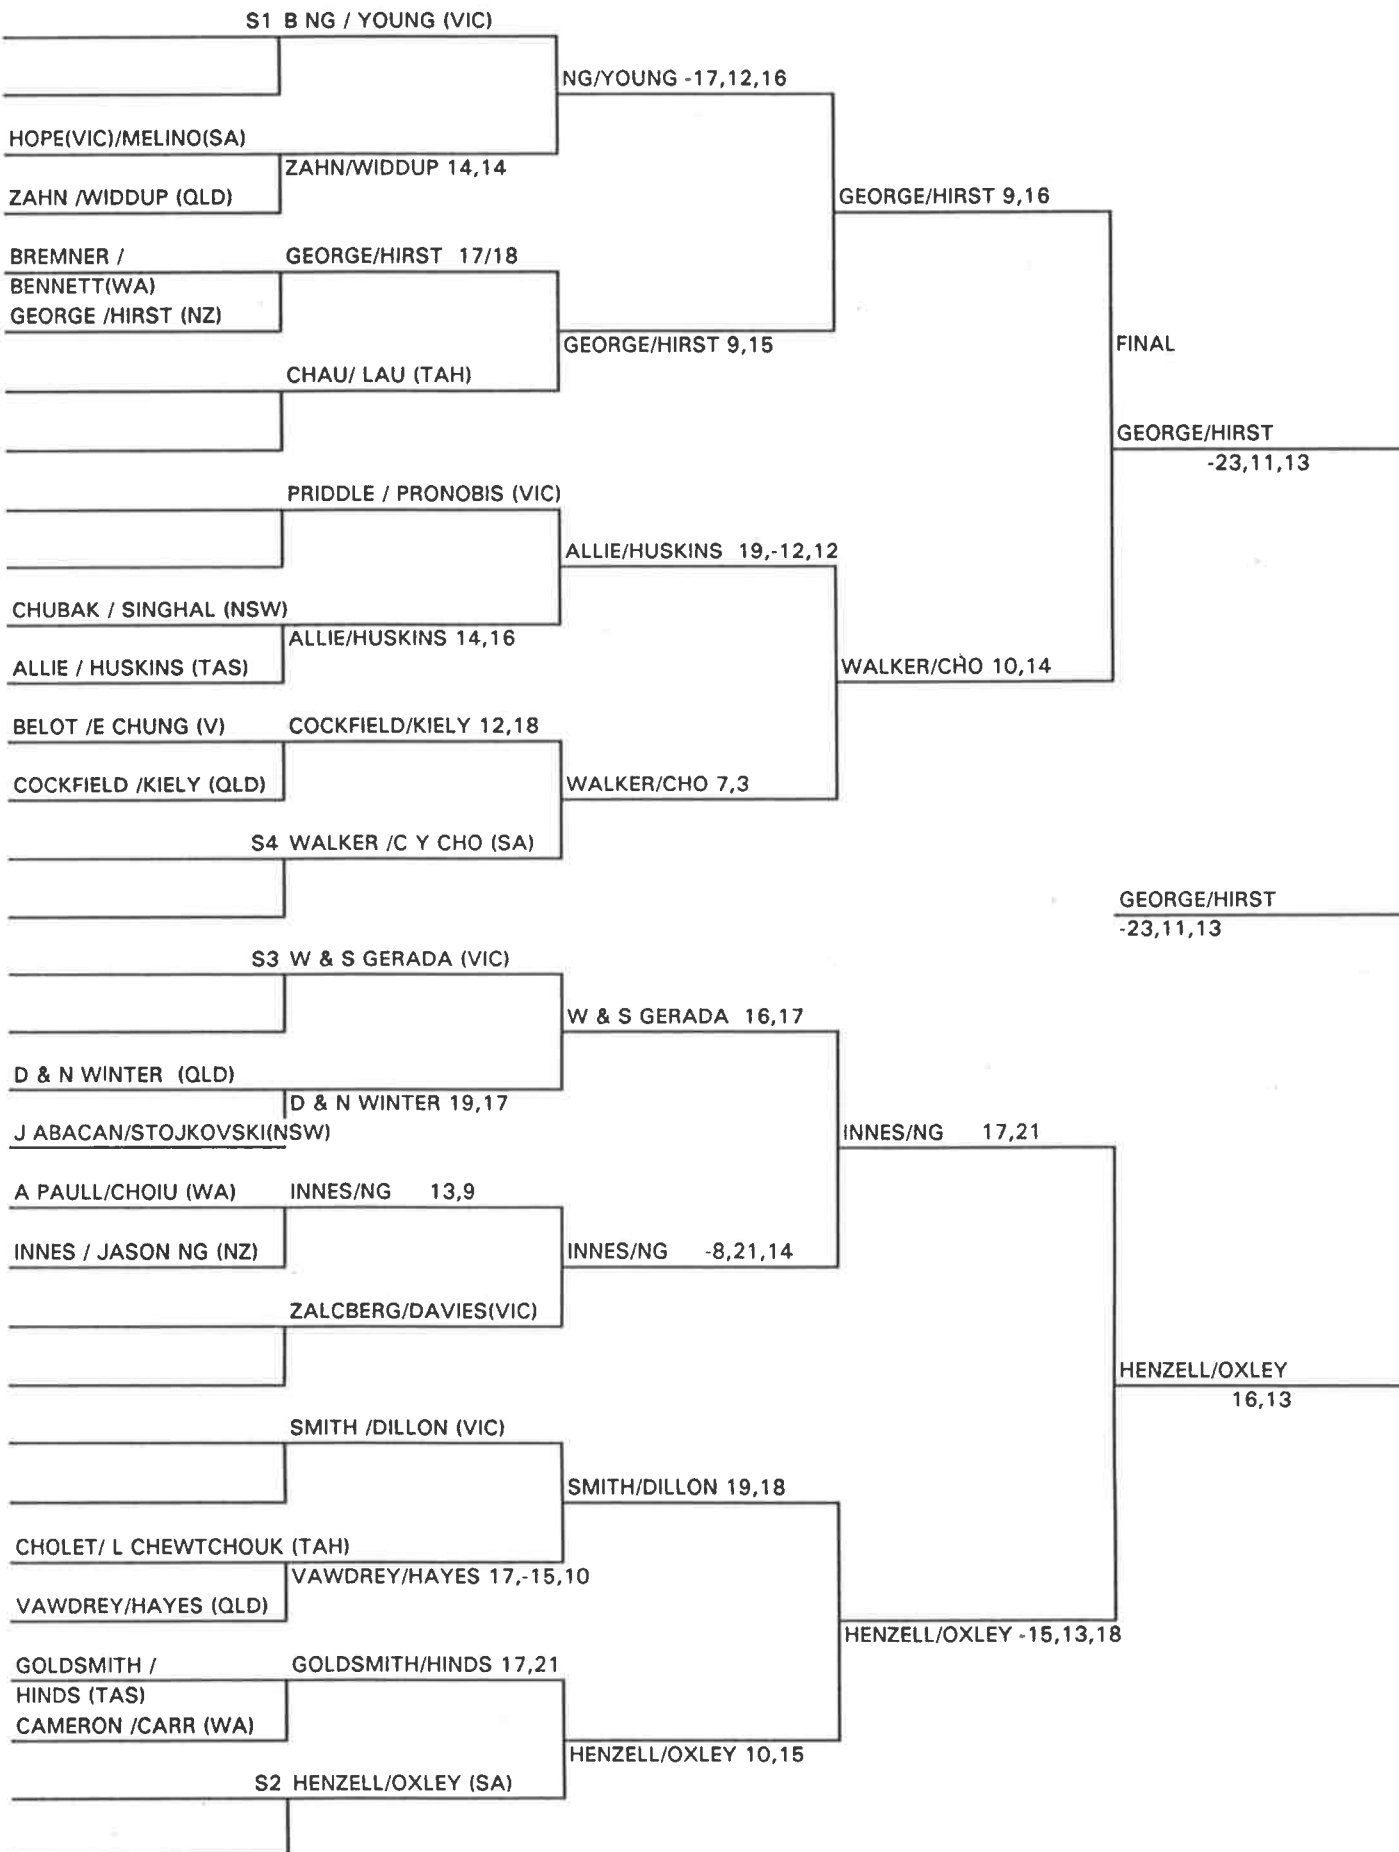 S1 B NG / YOUNG (VIC)
NG/YOUNG -17,12,16
HOPE(VIC)/MELINO(SA)
ZAHN/WIDDUP 14,14
ZAHN /WIDDUP (QLD)
GEORGE/HIRST 9,16
BREMNER /
GEORGE/HIRST 17/18
BENNETT(WA)
GEORGE /HIRST (NZ)
GEORGE/HIRST 9,15
FINAL
CHAU/ LAU (TAH)
GEORGE/HIRST
-23,11,13
PRIDDLE / PRONOBIS (VIC)
ALLIE/HUSKINS 19,-12,12
CHUBAK / SINGHAL (NSW)
ALLIE/HUSKINS 14,16
ALLIE / HUSKINS (TAS)
WALKER/CHO 10,14
BELOT /E CHUNG (V)
COCKFIELD/KIELY 12,18
COCKFIELD /KIELY (QLD)
WALKER/CHO 7,3
S4 WALKER /C Y CHO (SA)
GEORGE/HIRST
-23,11,13
S3 W & S GERADA (VIC)
W & S GERADA 16,17
D & N WINTER (QLD)
D & N WINTER 19,17
J ABACAN/STOJKOVSKI(NSW)
INNES/NG 17,21
A PAULL/CHOIU (WA)
INNES/NG 13,9
INNES / JASON NG (NZ)
INNES/NG -8,21,14
ZALCBERG/DAVIES(VIC)
HENZELL/OXLEY
16,13
SMITH /DILLON (VIC)
SMITH/DILLON 19,18
CHOLET/ L CHEWTCHOUK (TAH)
VAWDREY/HAYES 17,-15,10
VAWDREY/HAYES (QLD)
HENZELL/OXLEY -15,13,18
GOLDSMITH /
GOLDSMITH/HINDS 17,21
HINDS (TAS)
CAMERON /CARR (WA)
HENZELL/OXLEY 10,15
S2 HENZELL/OXLEY (SA)